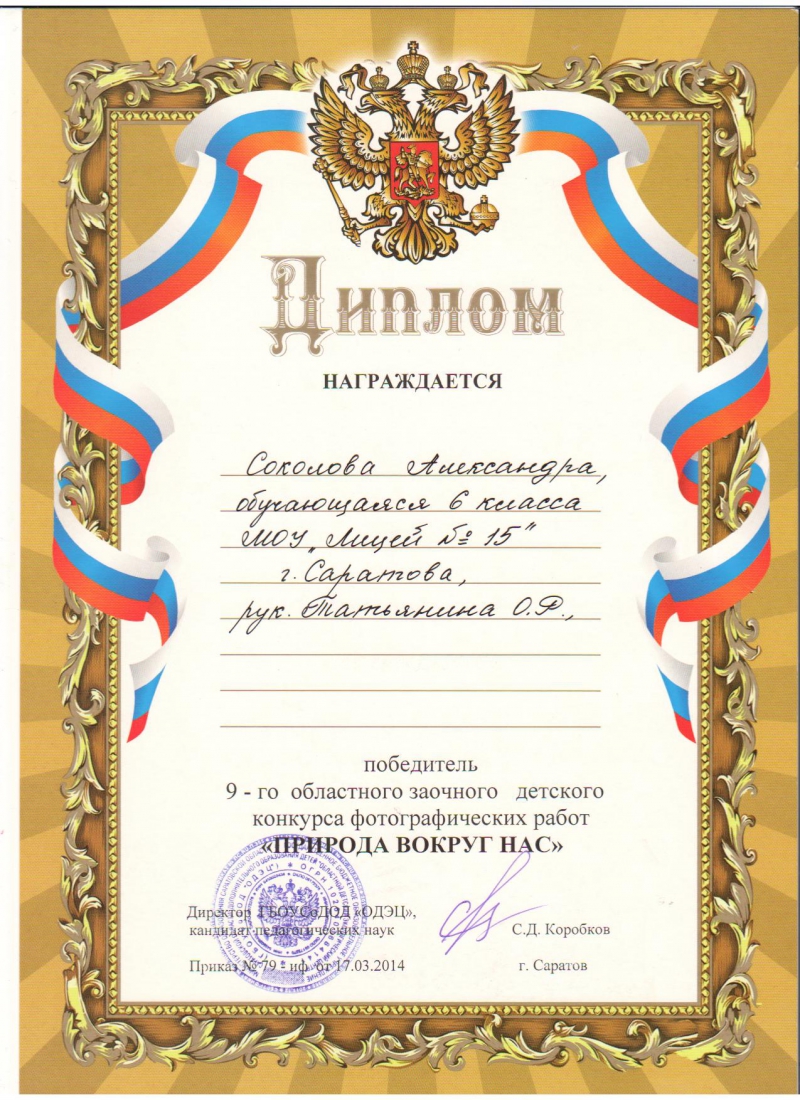 Диплом
НАГРАЖДАЕТСЯ
Соколова Александра,
обучающаяся 6 класса
МОУ „Лицей № 15"
г. Саратова,
рук. Татьянина О.Р.,
победитель
9 - го областного заочного детского
конкурса фотографических работ
«ПРИРОДА ВОКРУГ НАС»
Директор ГБОУСОДОД «ОДЭЦ»,
кандидат педагогических наук С.Д. Коробков
Приказ № 79 - иф от 17.03.2014 г. Саратов